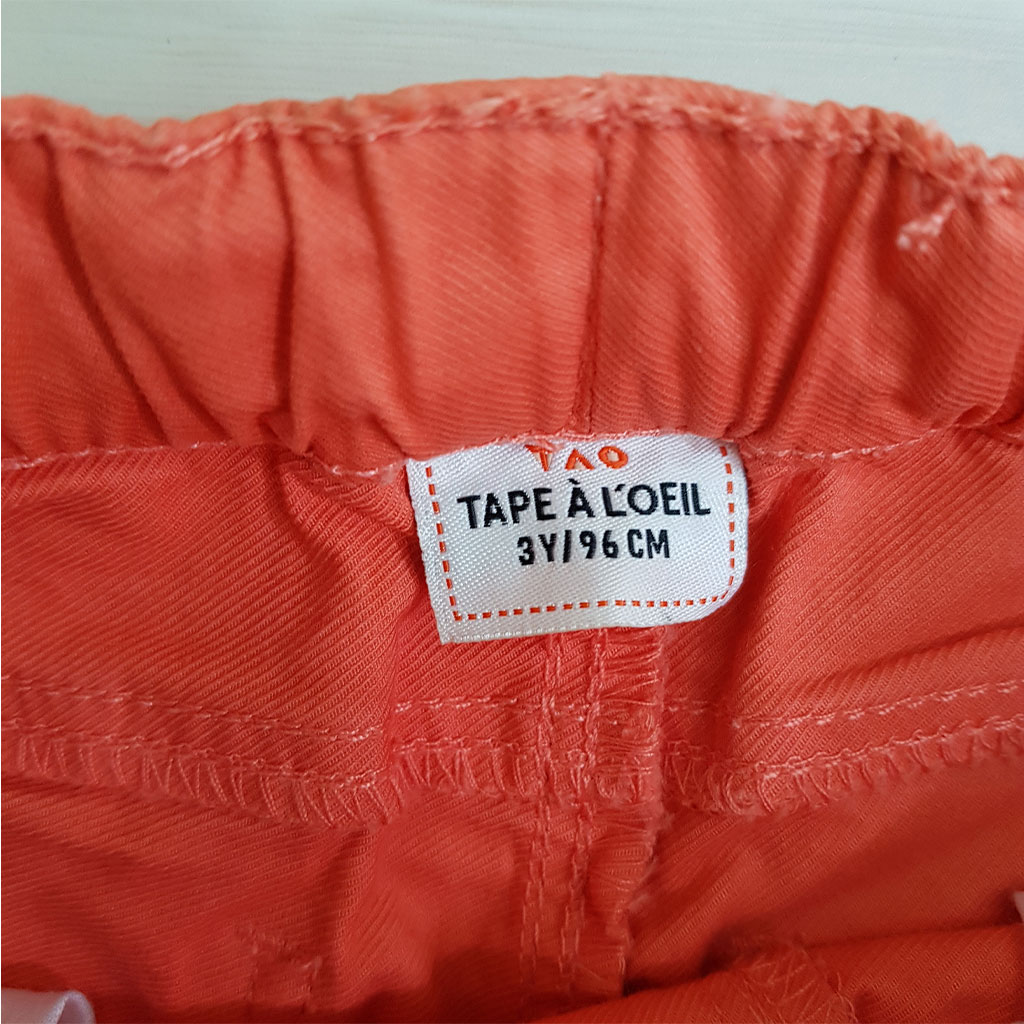 TAO
TAPE À L'OEIL
3Y/96 CM